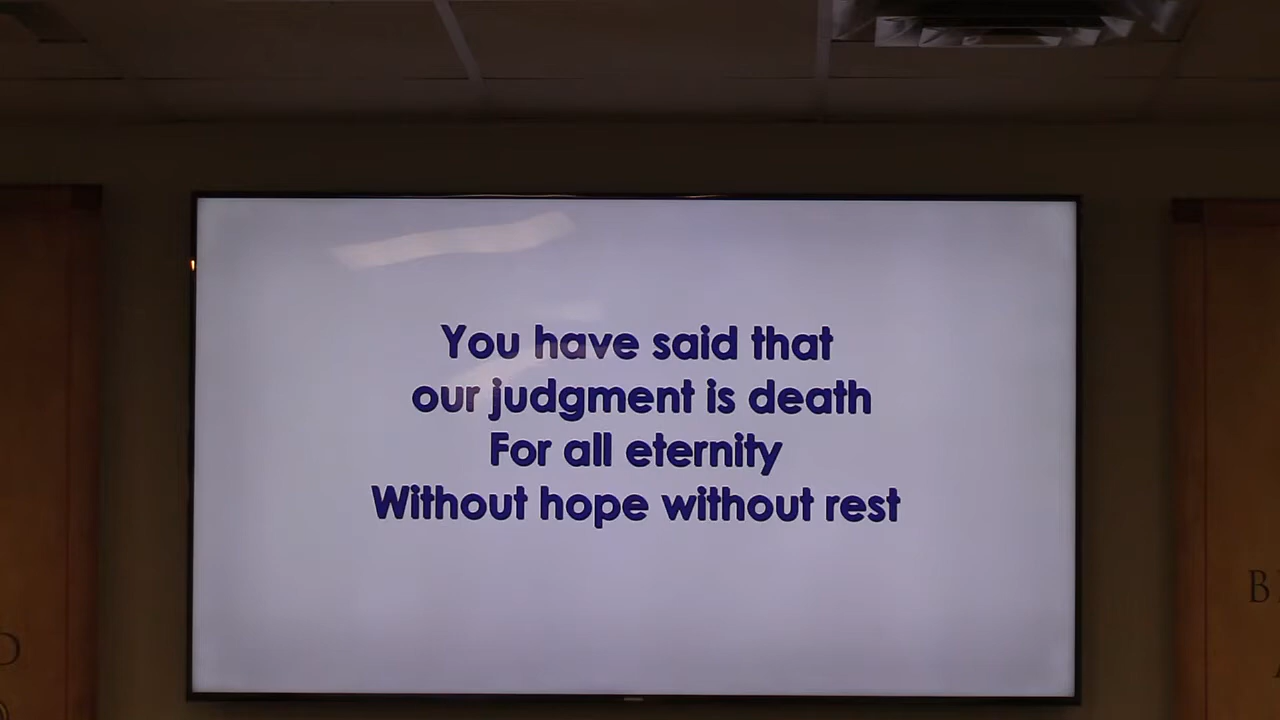 You have said that
our judgment is death
For all eternity
Without hope without rest
B